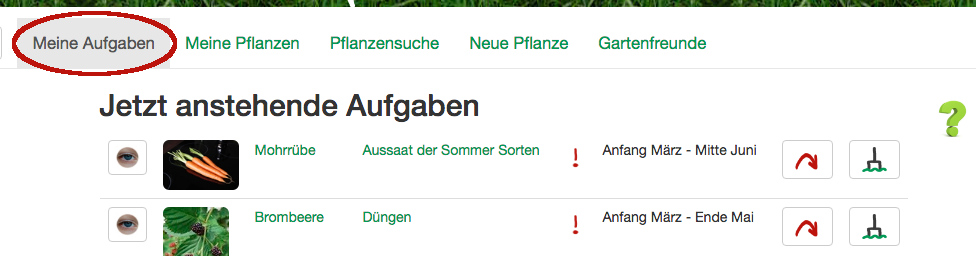 Meine Aufgaben Meine Pflanzen Pflanzensuche Neue Pflanze Gartenfreunde
Jetzt anstehende Aufgaben
?
Mohrrübe Aussaat der Sommer Sorten ! Anfang März - Mitte Juni
Brombeere Düngen ! Anfang März - Ende Mai